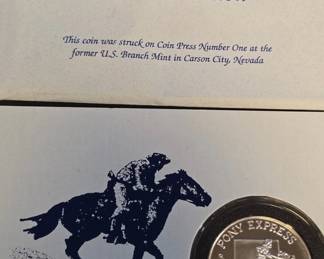 This coin was struck on Coin Press Number One at the
former U.S. Branch Mint in Carson City, Nevada
PONY EXPRESS